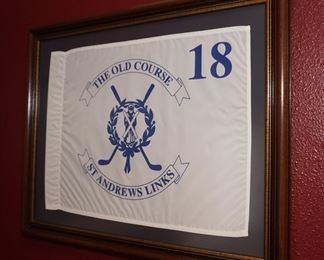 18
THE OLD COURSE
ST ANDREWS LINKS